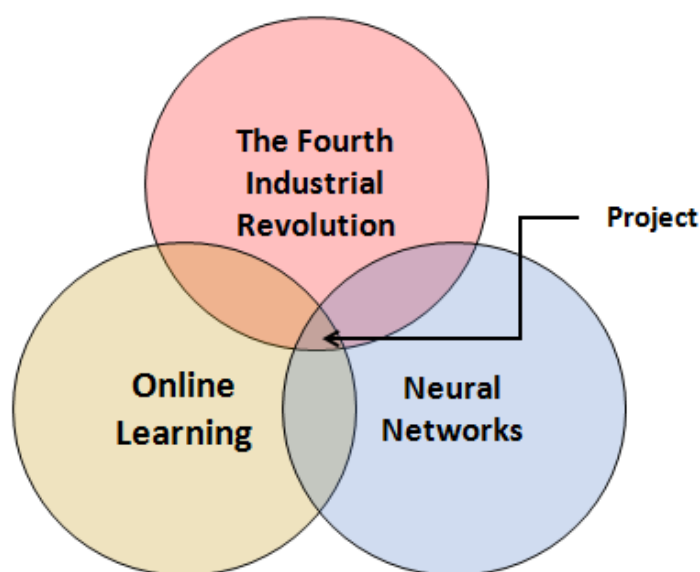 The Fourth
Industrial
Revolution
Project
Online
Learning
Neural
Networks